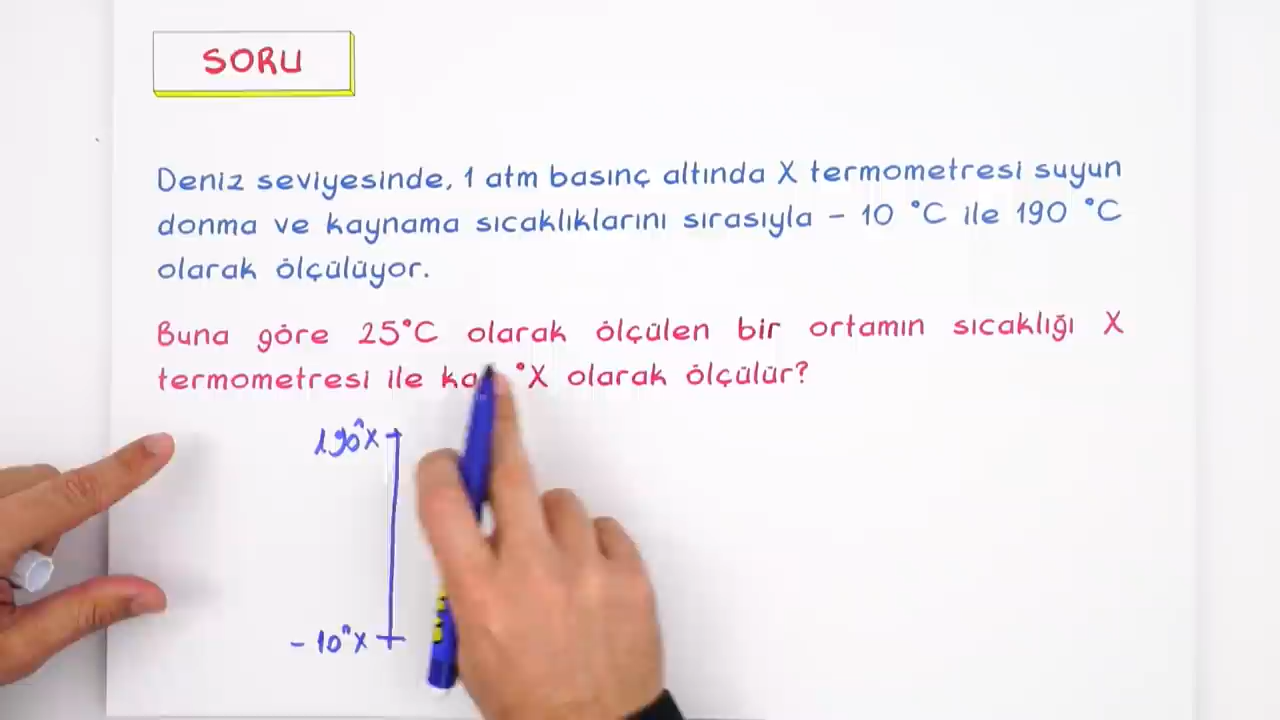 SORU
Deniz seviyesinde, 1 atm basınç altında X termometresi suyun
donma ve kaynama sıcaklıklarını sırasıyla – 10 °C ile 190 °C
olarak ölçülüyor.
Buna göre 25°C olarak ölçülen bir ortamın sıcaklığı X
termometresi ile °X olarak ölçülür?
190°X
- 10°X